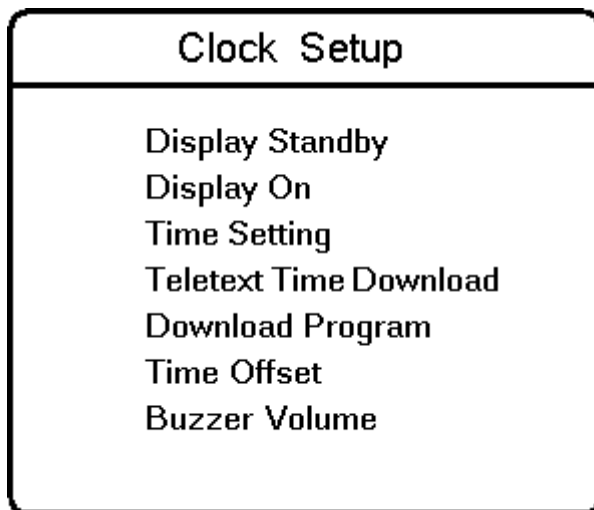 Clock Setup
Display Standby
Display On
Time Setting
Teletext Time Download
Download Program
Time Offset
Buzzer Volume